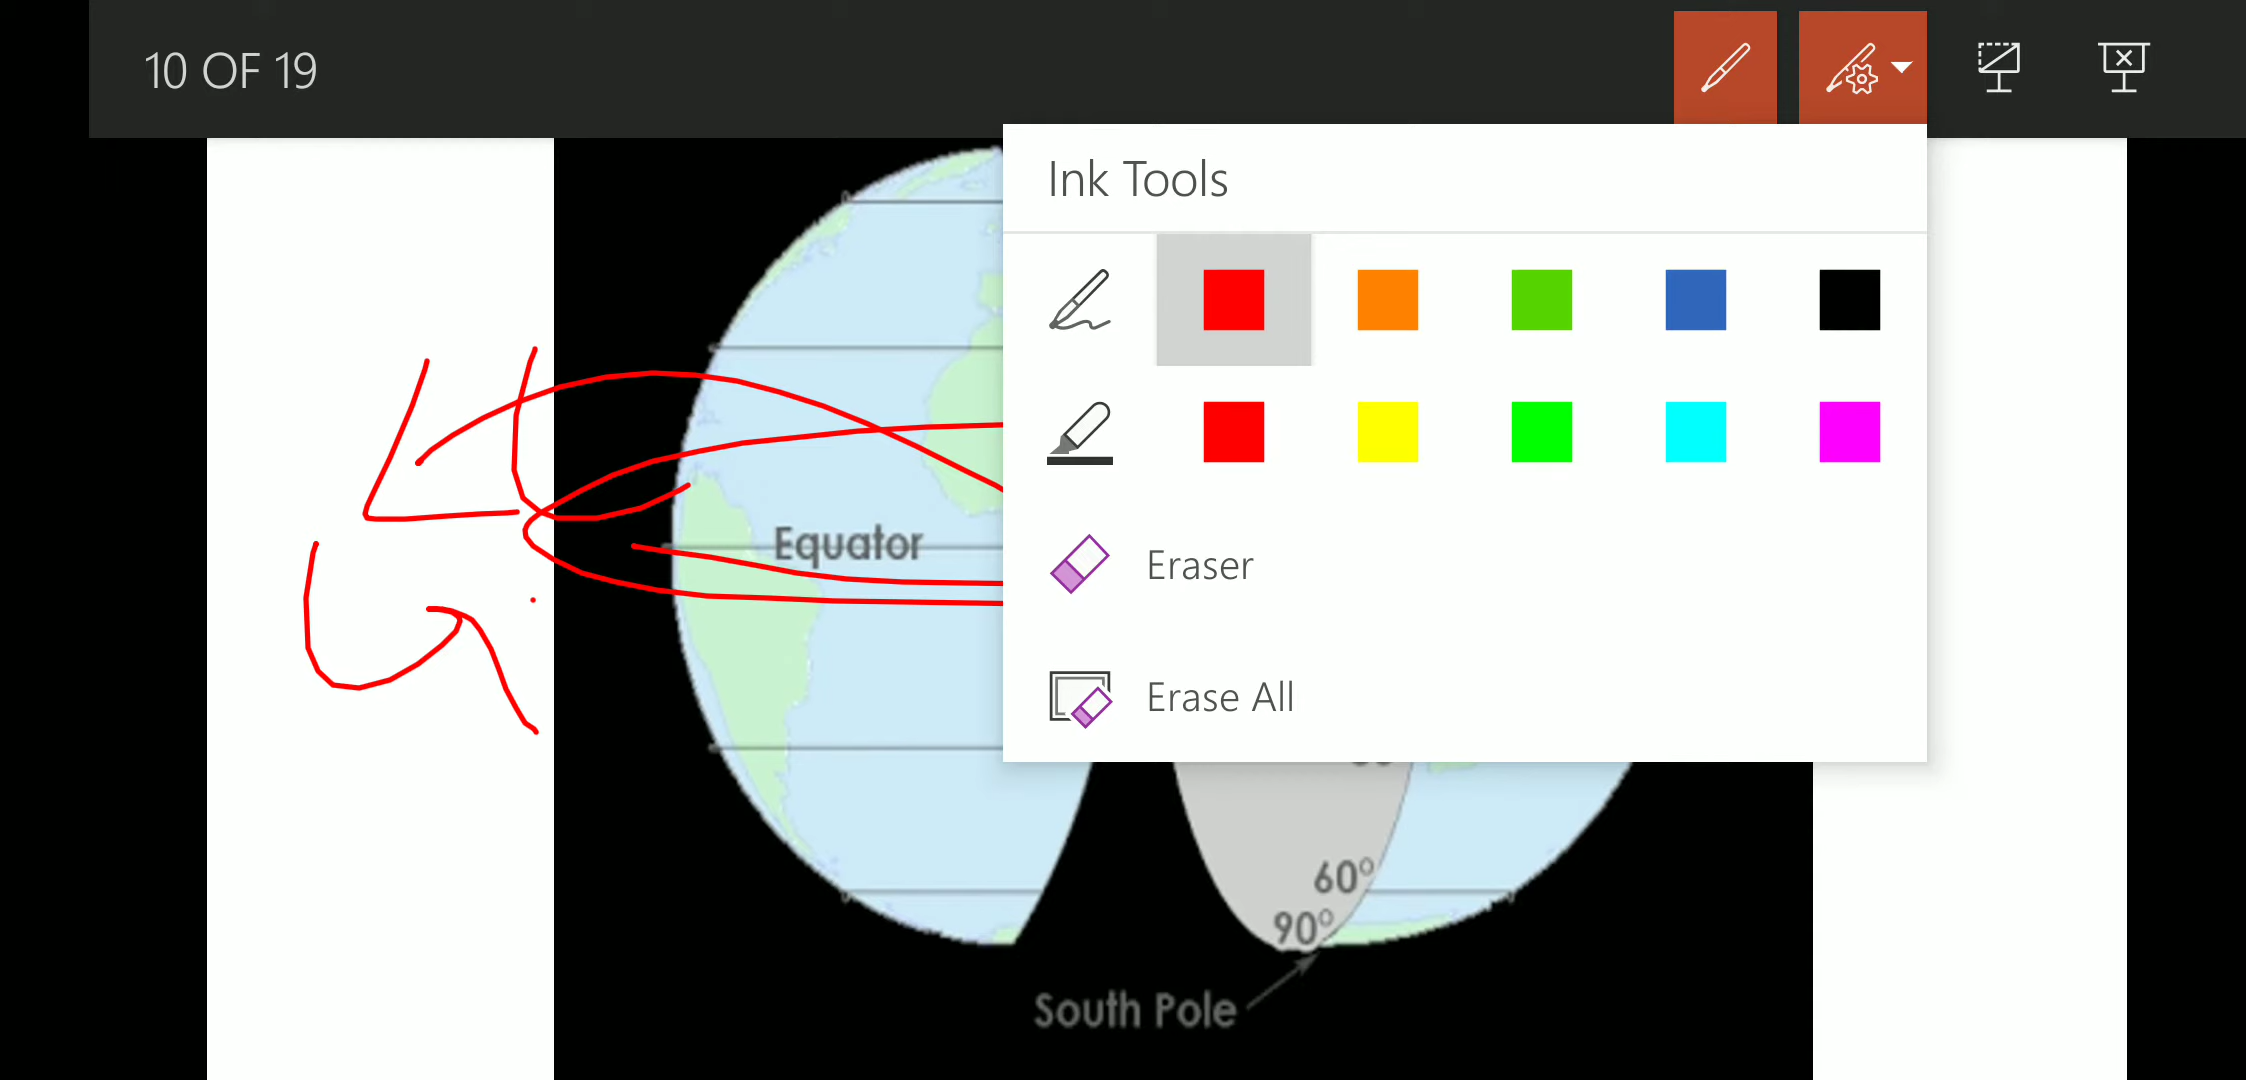 10 OF 19
Ink Tools
Equator
Eraser
Erase All
60°
90°
South Pole